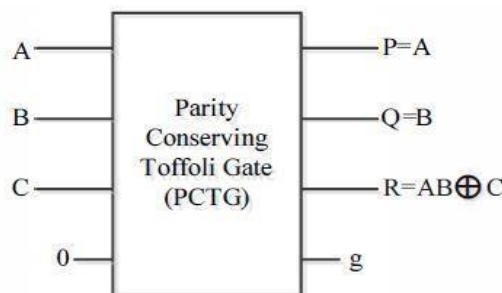 A
P=A
B
Parity
Conserving
Toffoli Gate
(PCTG)
Q=B
C
R=AB⊕C
0
g